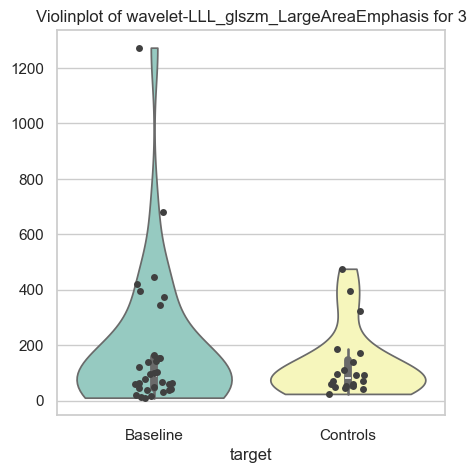 Violinplot of wavelet-LLL_glszm_LargeAreaEmphasis for 3
1200
1000
800
600
400
200
0
Baseline
Controls
target